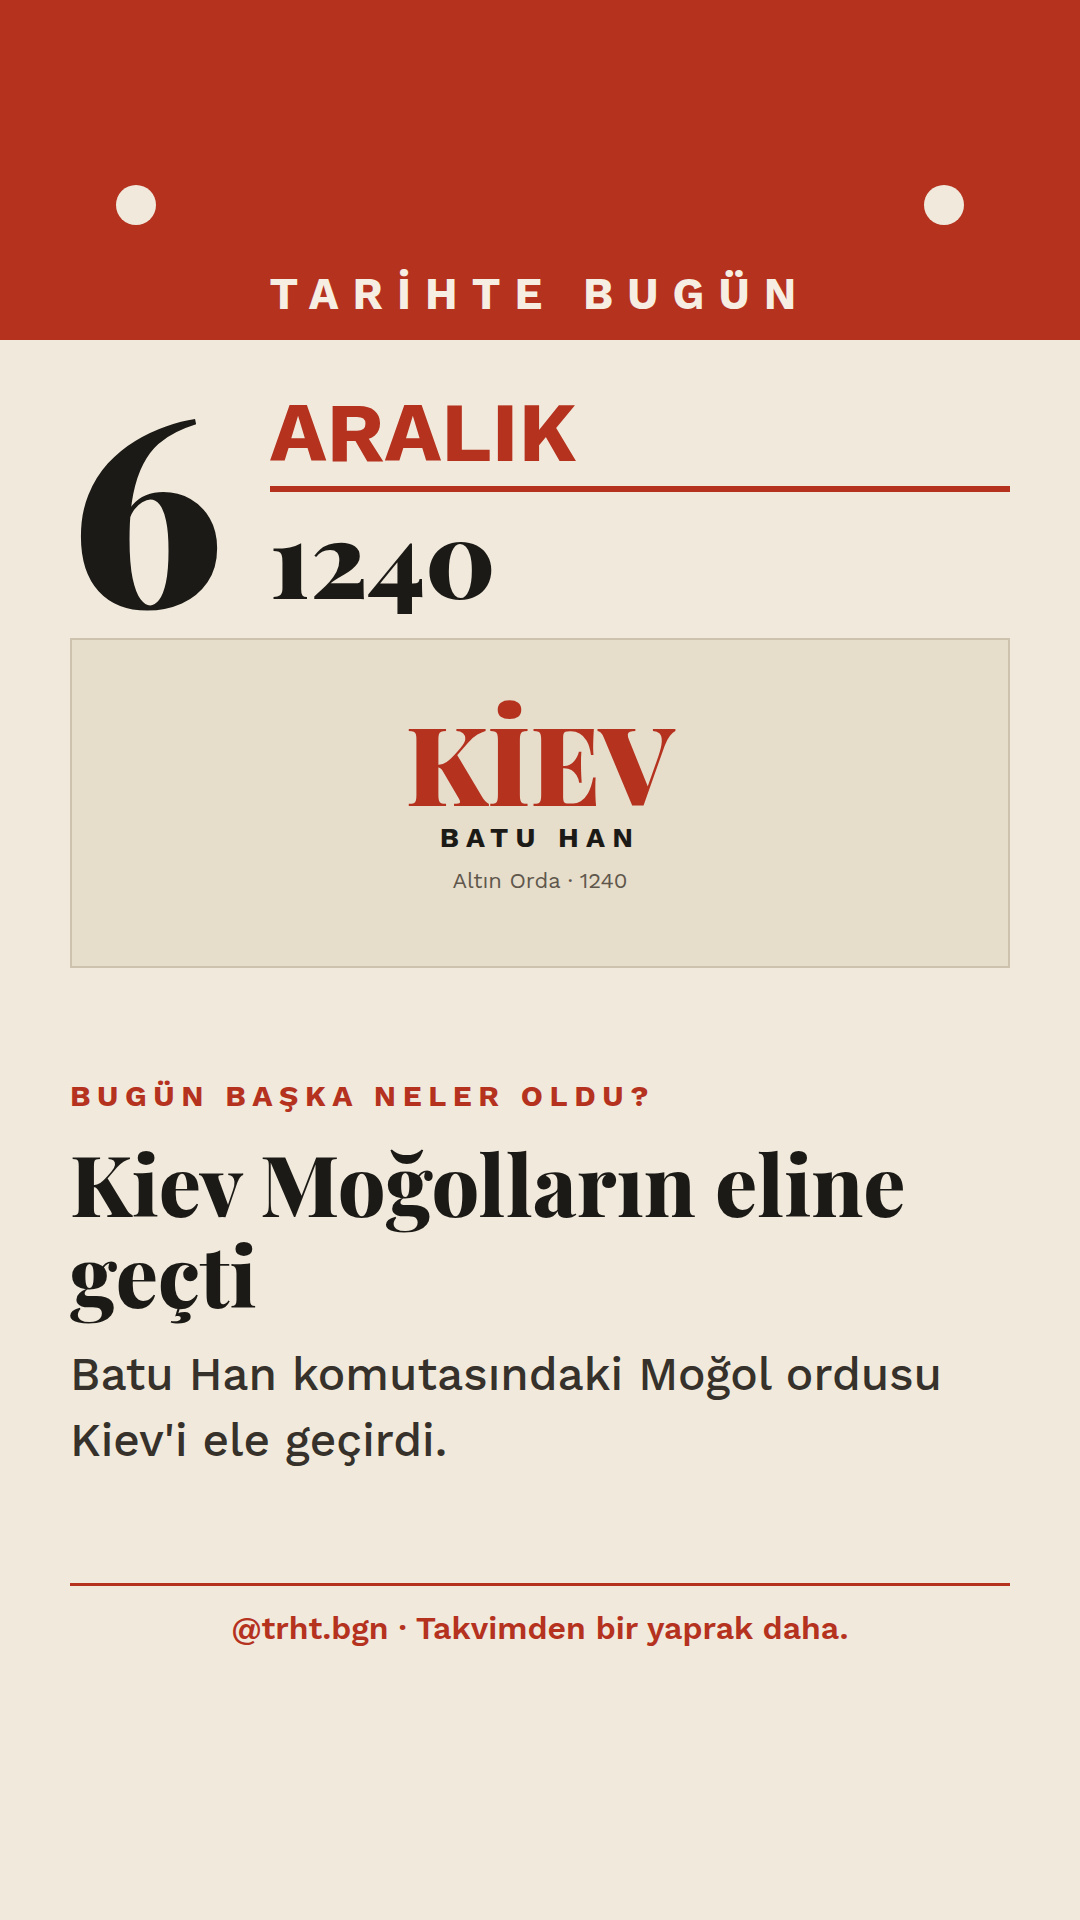 TARİHTE BUGÜN
6
ARALIK
1240
KİEV
BATU HAN
Altın Orda · 1240
BUGÜN BAŞKA NELER OLDU?
Kiev Moğolların eline
geçti
Batu Han komutasındaki Moğol ordusu
Kiev'i ele geçirdi.
@trht.bgn · Takvimden bir yaprak daha.